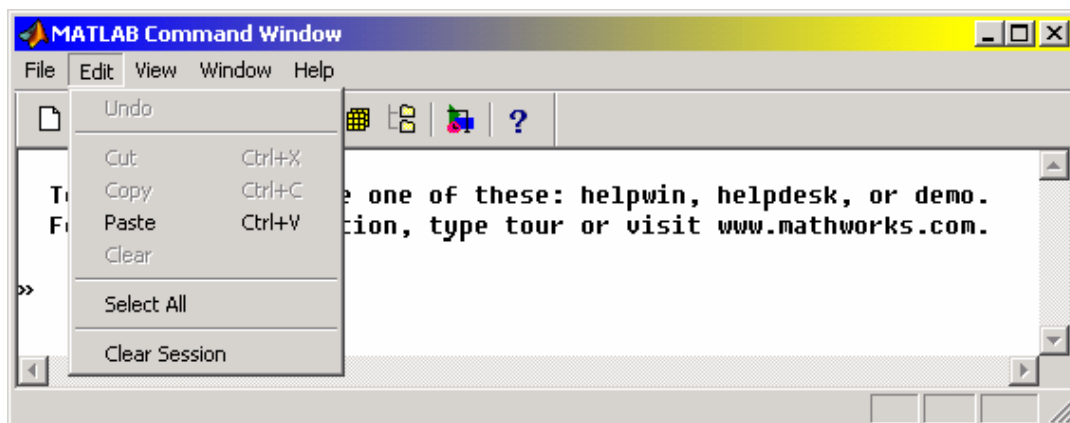 MATLAB Command Window
File Edit View Window Help
?
Undo
Cut Ctrl+X
Copy Ctrl+C
Paste Ctrl+V
Clear
Select All
Clear Session
one of these: helpwin, helpdesk, or demo.
type tour or visit www.mathworks.com.
»